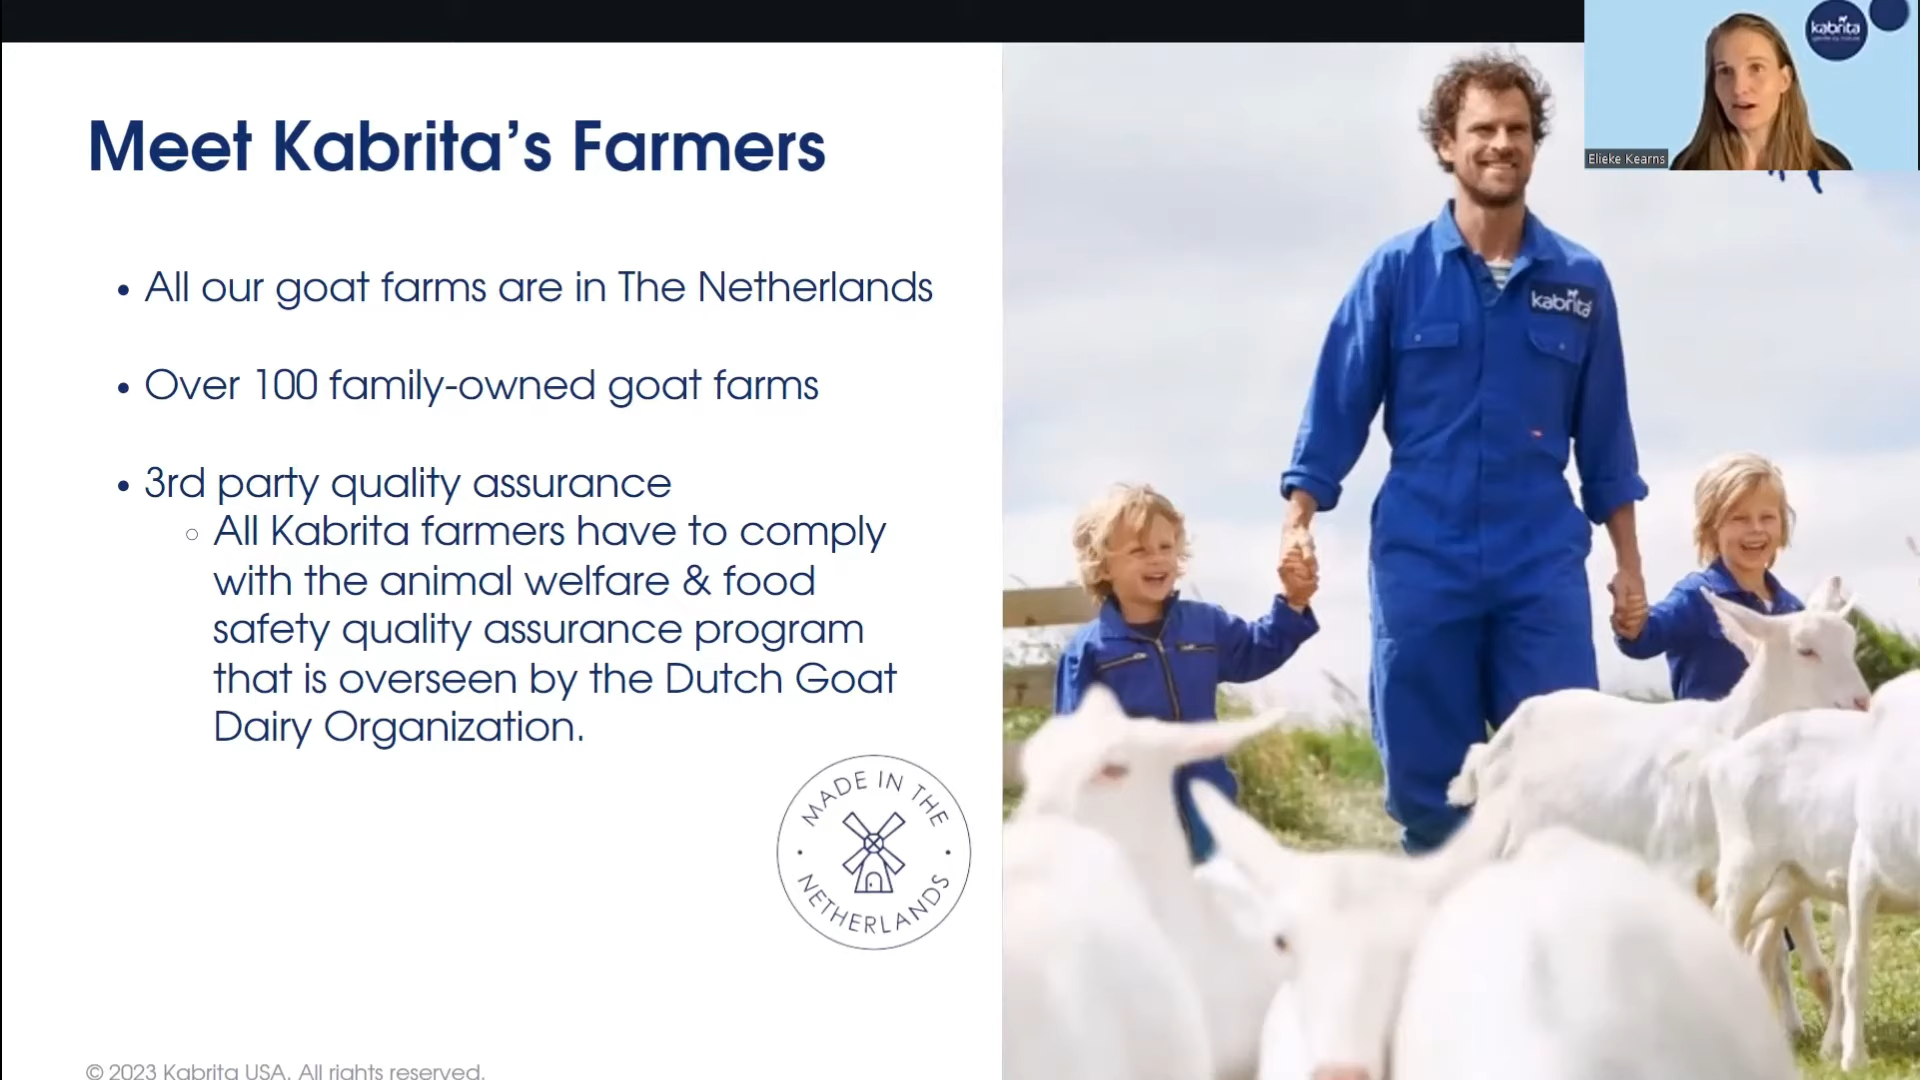 Meet Kabrita’s Farmers
• All our goat farms are in The Netherlands
• Over 100 family-owned goat farms
• 3rd party quality assurance
○ All Kabrita farmers have to comply
with the animal welfare & food
safety quality assurance program
that is overseen by the Dutch Goat
Dairy Organization.
MADE IN THE
NETHERLANDS
© 2023 Kabrita USA. All rights reserved.
kabrita
kabrita
Elieke Kearns